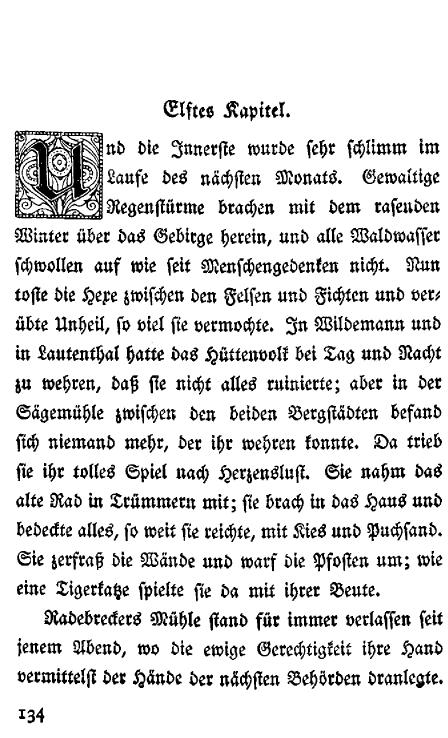 Elftes Kapitel.
Und die Innerste wurde sehr schlimm im
Laufe des nächsten Monats. Gewaltige
Regenstürme brachen mit dem rasenden
Winter über das Gebirge herein, und alle Waldwasser
schwollen auf wie seit Menschengedenken nicht. Nun
toste die Hexe zwischen den Felsen und Fichten und ver⸗
übte Unheil, so viel sie vermochte. In Wildemann und
in Lautenthal hatte das Hüttenvolk bei Tag und Nacht
zu wehren, daß sie nicht alles ruinierte; aber in der
Sägemühle zwischen den beiden Bergstädten befand
sich niemand mehr, der ihr wehren konnte. Da trieb
sie ihr tolles Spiel nach Herzenslust. Sie nahm das
alte Rad in Trümmern mit; sie brach in das Haus und
bedeckte alles, so weit sie reichte, mit Kies und Puchsand.
Sie zerfraß die Wände und warf die Pfosten um; wie
eine Tigerkatze spielte sie da mit ihrer Beute.
Radebreckers Mühle stand für immer verlassen seit
jenem Abend, wo die ewige Gerechtigkeit ihre Hand
vermittelst der Hände der nächsten Behörden dranlegte.
134